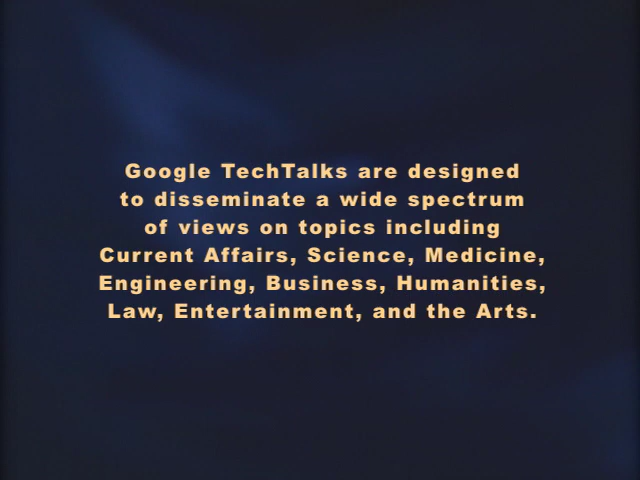 Google TechTalks are designed
to disseminate a wide spectrum
of views on topics including
Current Affairs, Science, Medicine,
Engineering, Business, Humanities,
Law, Entertainment, and the Arts.